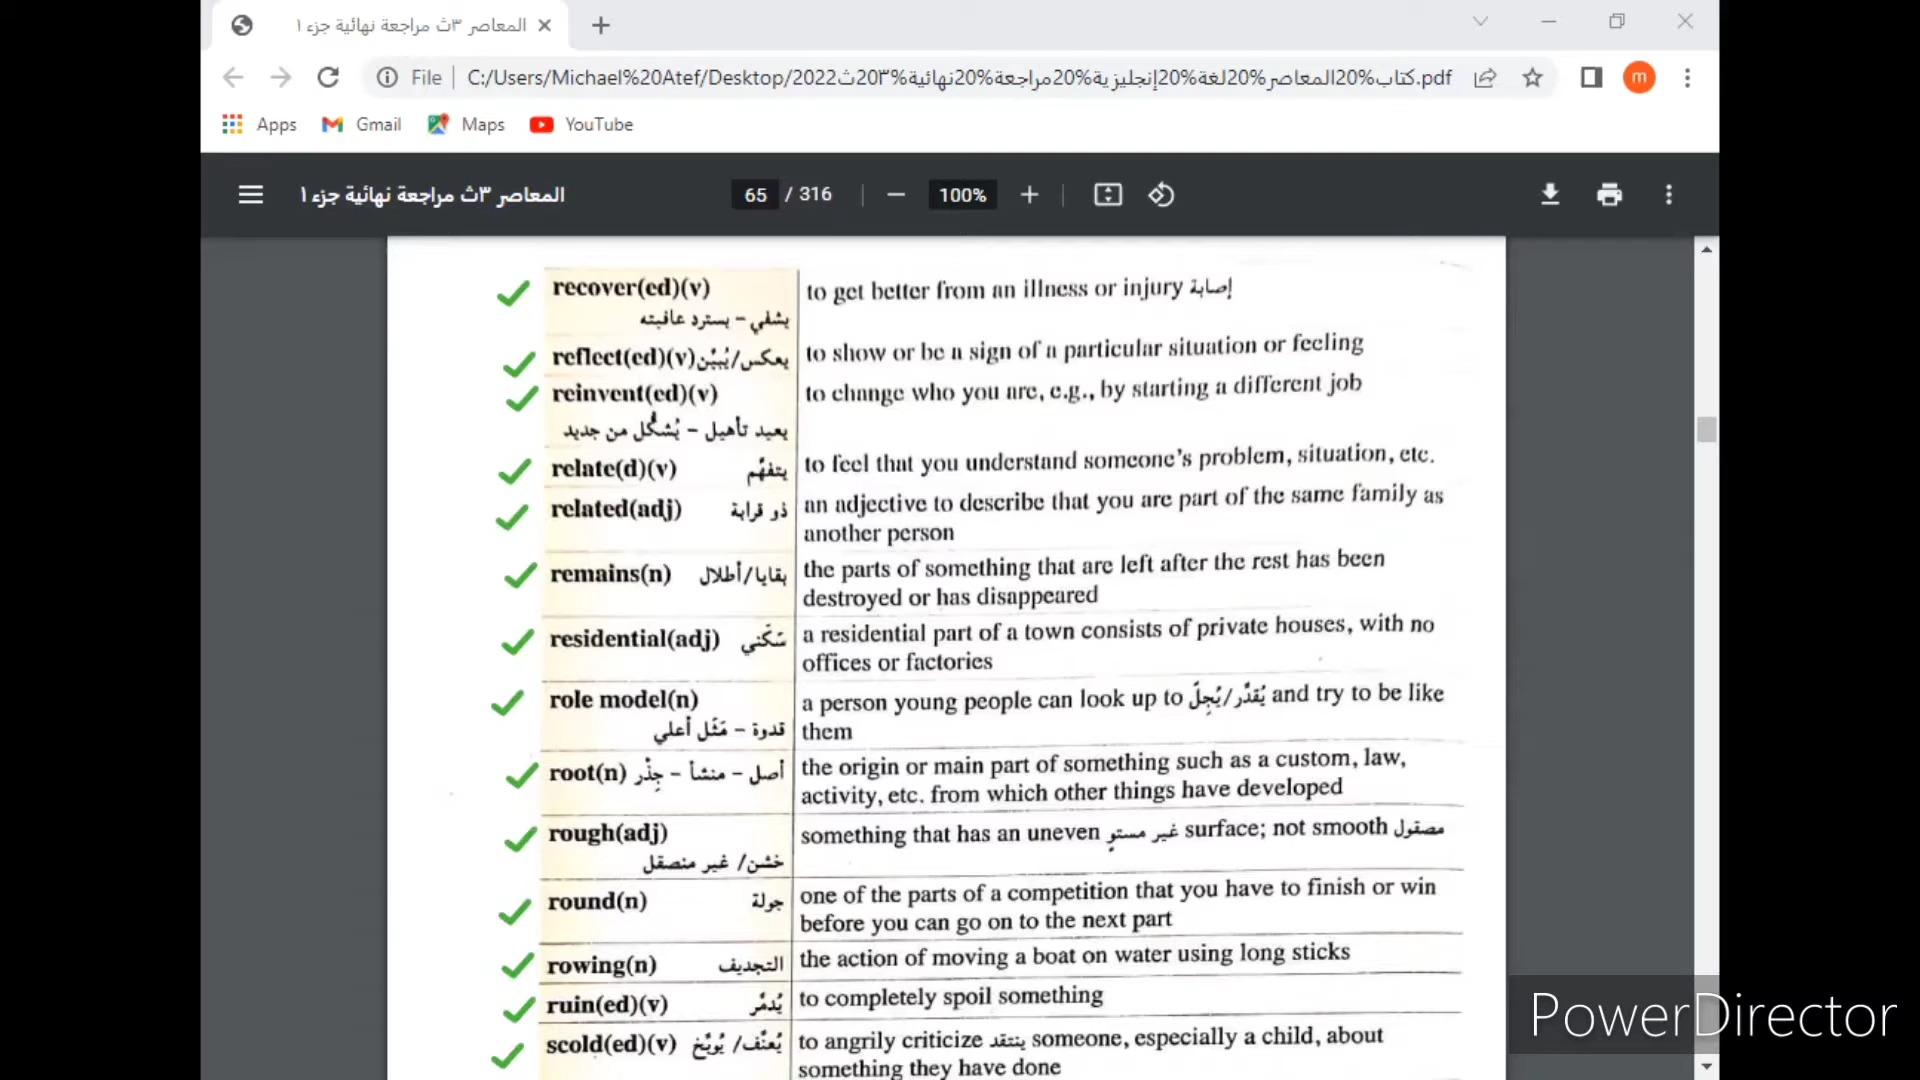 المعاصر ٣ث مراجعة نهائية جزء ١
File C:/Users/Michael%20Atef/Desktop/2022كتاب%20المعاصر%20لغة%20إنجليزية%20مراجعة%20نهائية%20٣ث.pdf
m
Apps Gmail Maps YouTube
المعاصر ٣ث مراجعة نهائية جزء ١ 65 / 316 100%
recover(ed)(v) to get better from an illness or injury إصابة
يشفي – يسترد عافيته
reflect(ed)(v) يعكس/يُبيِّن to show or be a sign of a particular situation or feeling
reinvent(ed)(v) to change who you are, e.g., by starting a different job
يعيد تأهيل – يُشكِّل من جديد
relate(d)(v) يتفهَّم to feel that you understand someone's problem, situation, etc.
related(adj) ذو قرابة an adjective to describe that you are part of the same family as
another person
remains(n) بقايا/أطلال the parts of something that are left after the rest has been
destroyed or has disappeared
residential(adj) سَكَني a residential part of a town consists of private houses, with no
offices or factories
role model(n) a person young people can look up to يُقدِّر/يُجِلّ and try to be like
قدوة – مَثَل أعلي them
root(n) أصل – منشأ – جِذْر the origin or main part of something such as a custom, law,
activity, etc. from which other things have developed
rough(adj) something that has an uneven غير مستوٍ surface; not smooth مصقول
خشن/ غير منصقل
round(n) جولة one of the parts of a competition that you have to finish or win
before you can go on to the next part
rowing(n) التجديف the action of moving a boat on water using long sticks
ruin(ed)(v) يُدمِّر to completely spoil something
scold(ed)(v) يُعنِّف/ يُوبِّخ to angrily criticize ينتقد someone, especially a child, about
something they have done
PowerDirector